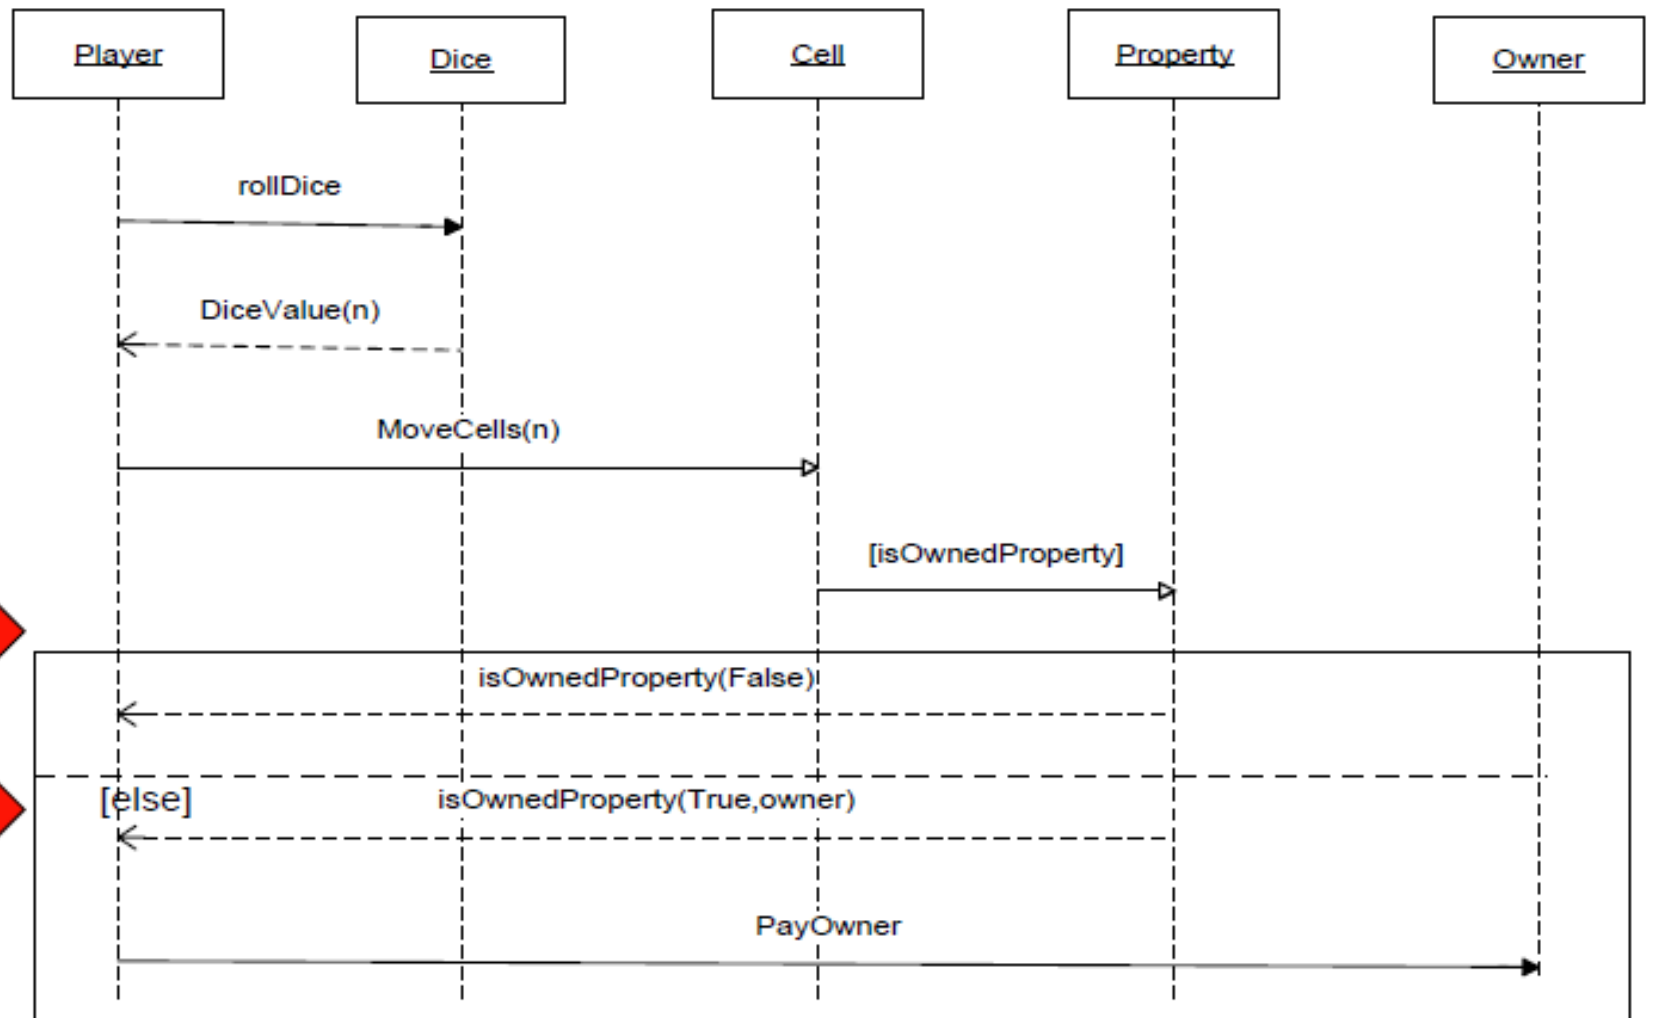 Player
Dice
Cell
Property
Owner
rollDice
DiceValue(n)
MoveCells(n)
[isOwnedProperty]
isOwnedProperty(False)
[else]
isOwnedProperty(True,owner)
PayOwner